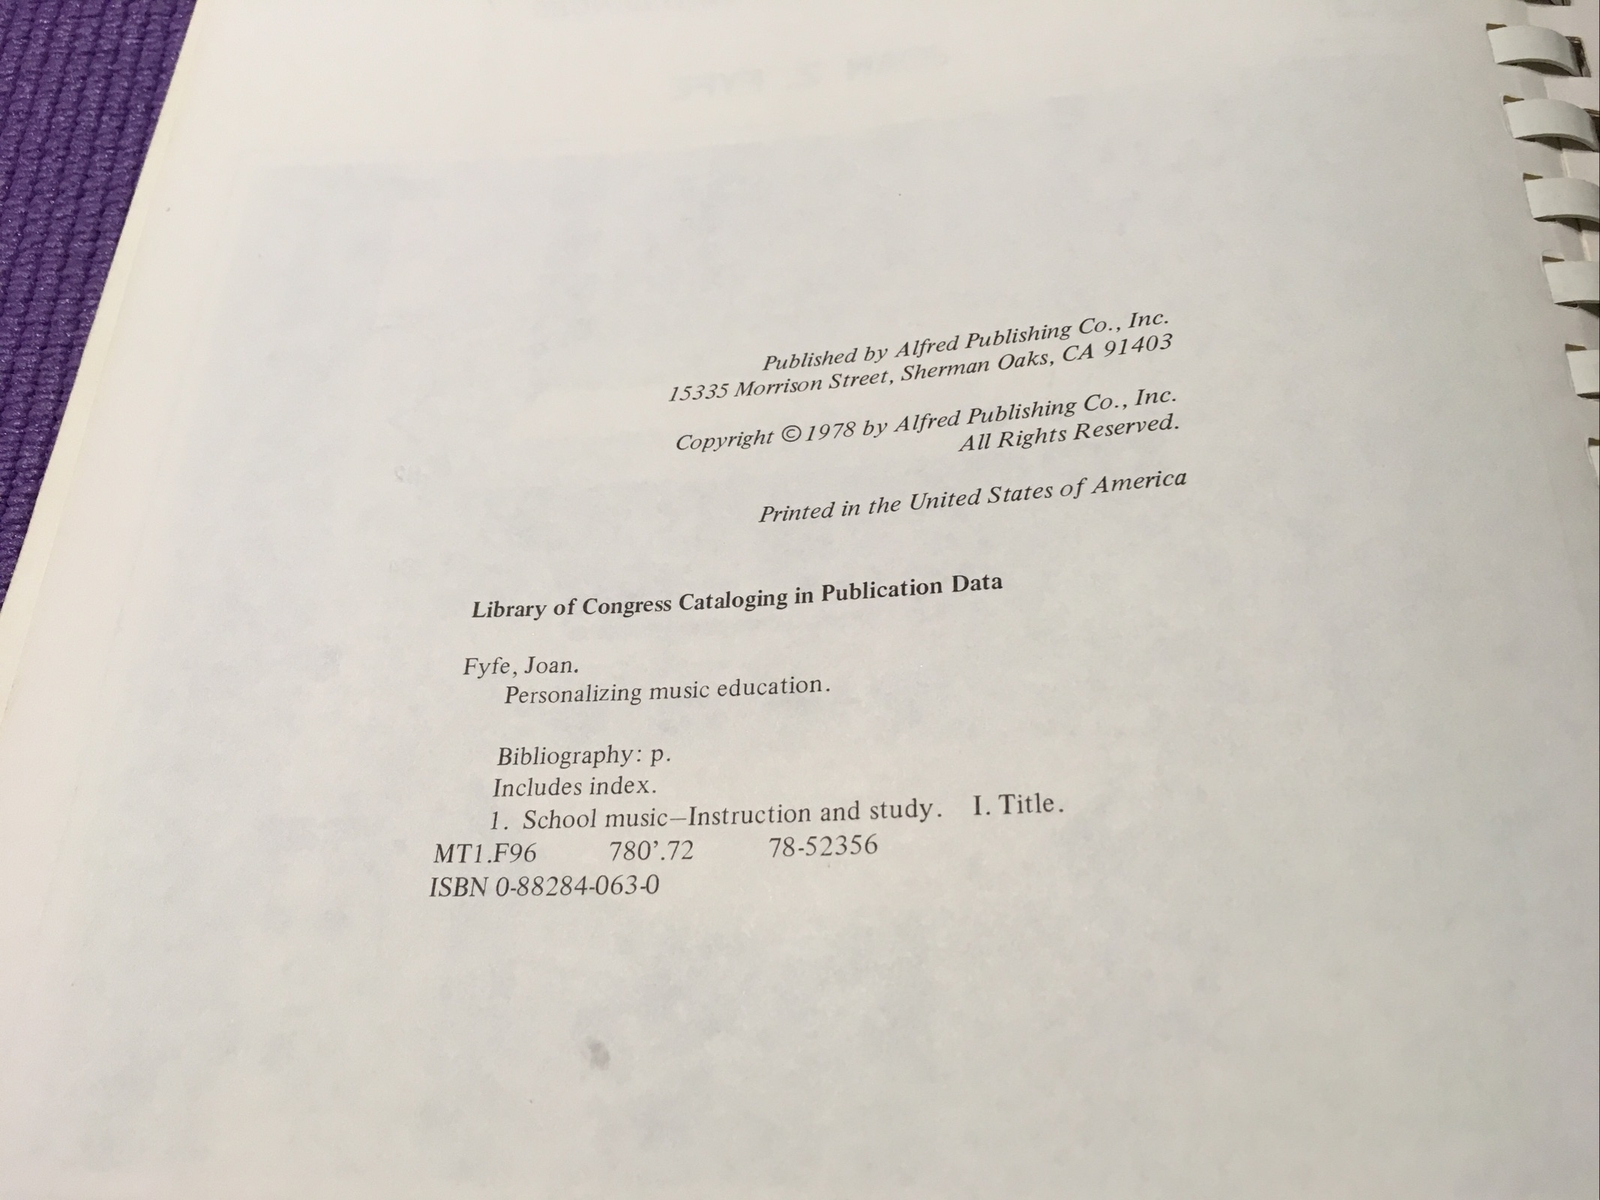 Published by Alfred Publishing Co., Inc.
15335 Morrison Street, Sherman Oaks, CA 91403
Copyright ©1978 by Alfred Publishing Co., Inc.
All Rights Reserved.
Printed in the United States of America
Library of Congress Cataloging in Publication Data
Fyfe, Joan.
Personalizing music education.
Bibliography: p.
Includes index.
1. School music—Instruction and study. I. Title.
MT1.F96 780'.72 78-52356
ISBN 0-88284-063-0